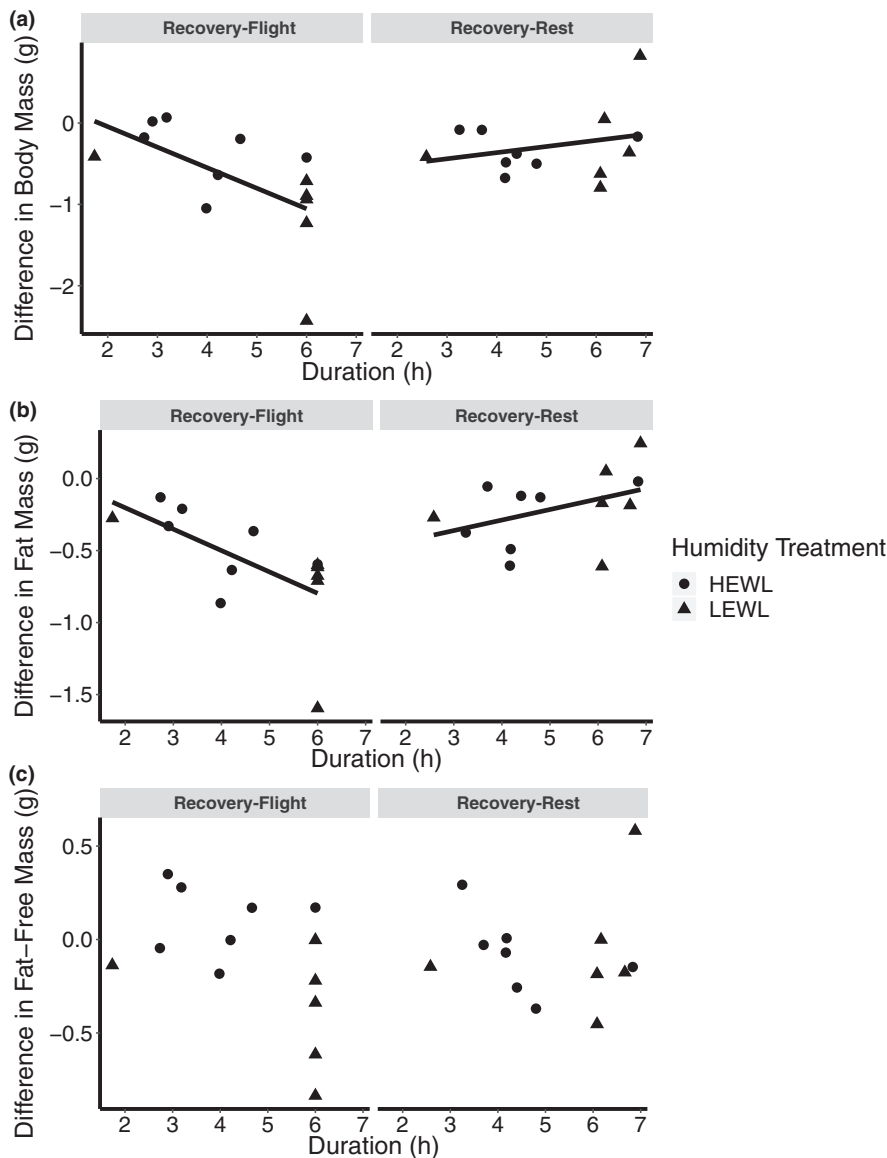 (a)
Recovery-Flight
Recovery-Rest
Difference in Body Mass (g)
0
−1
−2
2 3 4 5 6 7 2 3 4 5 6 7
Duration (h)
(b)
Recovery-Flight
Recovery-Rest
Difference in Fat Mass (g)
0.0
−0.5
−1.0
−1.5
2 3 4 5 6 7 2 3 4 5 6 7
Duration (h)
Humidity Treatment
HEWL
LEWL
(c)
Recovery-Flight
Recovery-Rest
Difference in Fat−Free Mass (g)
0.5
0.0
−0.5
2 3 4 5 6 7 2 3 4 5 6 7
Duration (h)